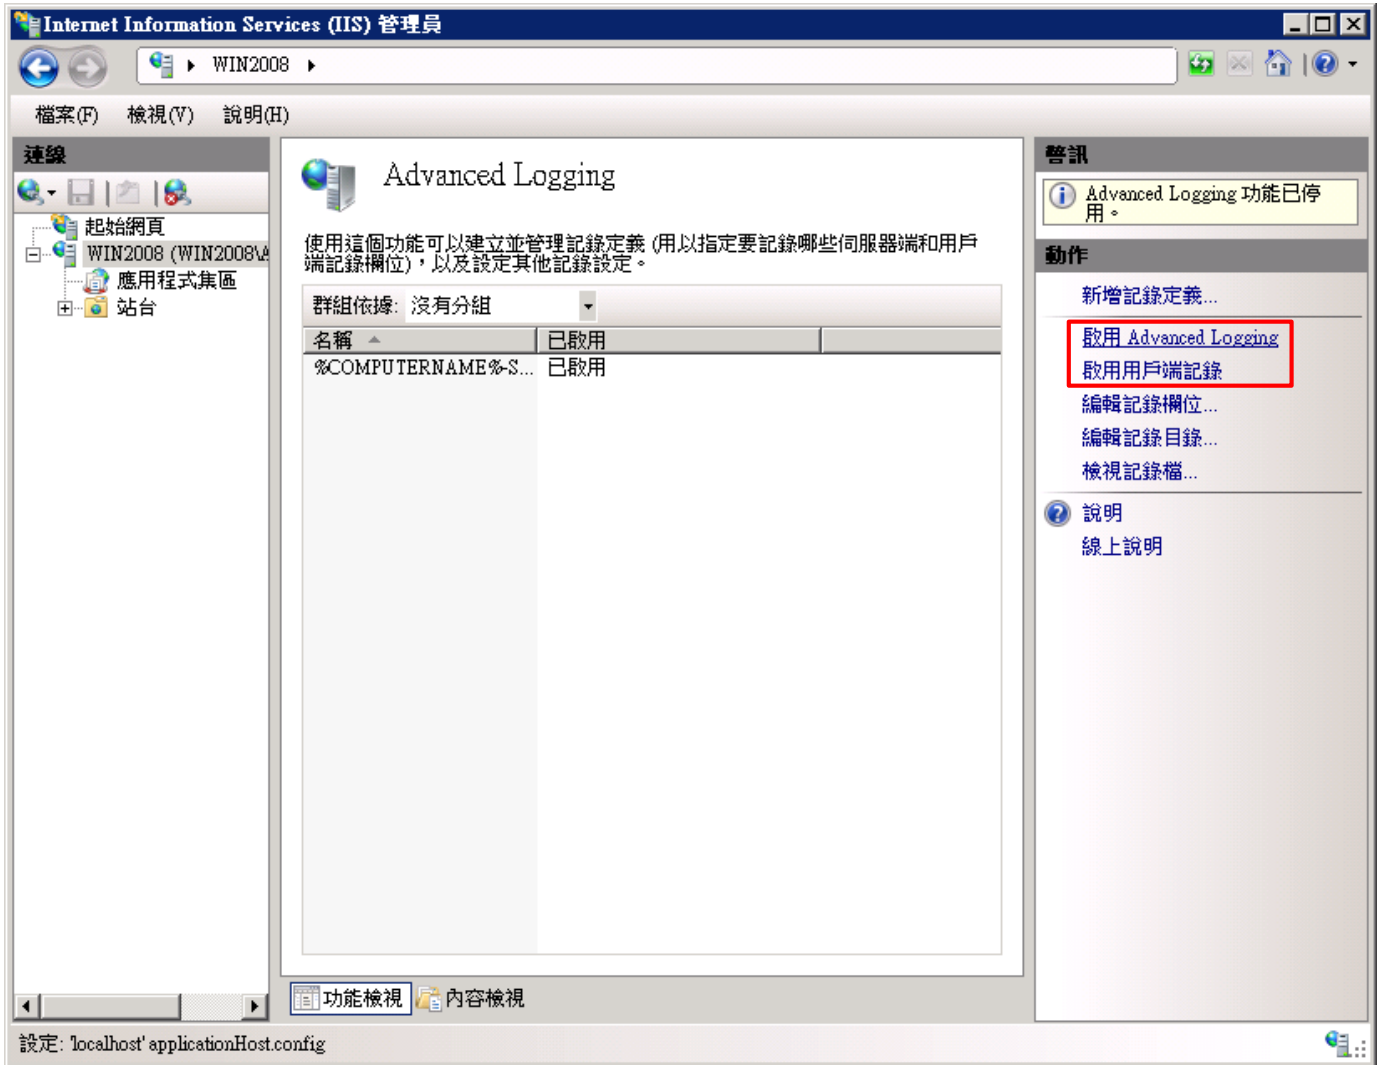 Internet Information Services (IIS) 管理員
WIN2008
檔案(F) 檢視(V) 說明(H)
連線
起始網頁
WIN2008 (WIN2008\A
應用程式集區
站台
Advanced Logging
使用這個功能可以建立並管理記錄定義 (用以指定要記錄哪些伺服器端和用戶
端記錄欄位)，以及設定其他記錄設定。
群組依據: 沒有分組
名稱 已啟用
%COMPUTERNAME%-S... 已啟用
功能檢視 內容檢視
警訊
Advanced Logging 功能已停
用。
動作
新增記錄定義...
啟用 Advanced Logging
啟用用戶端記錄
編輯記錄欄位...
編輯記錄目錄...
檢視記錄檔...
說明
線上說明
設定: 'localhost' applicationHost.config